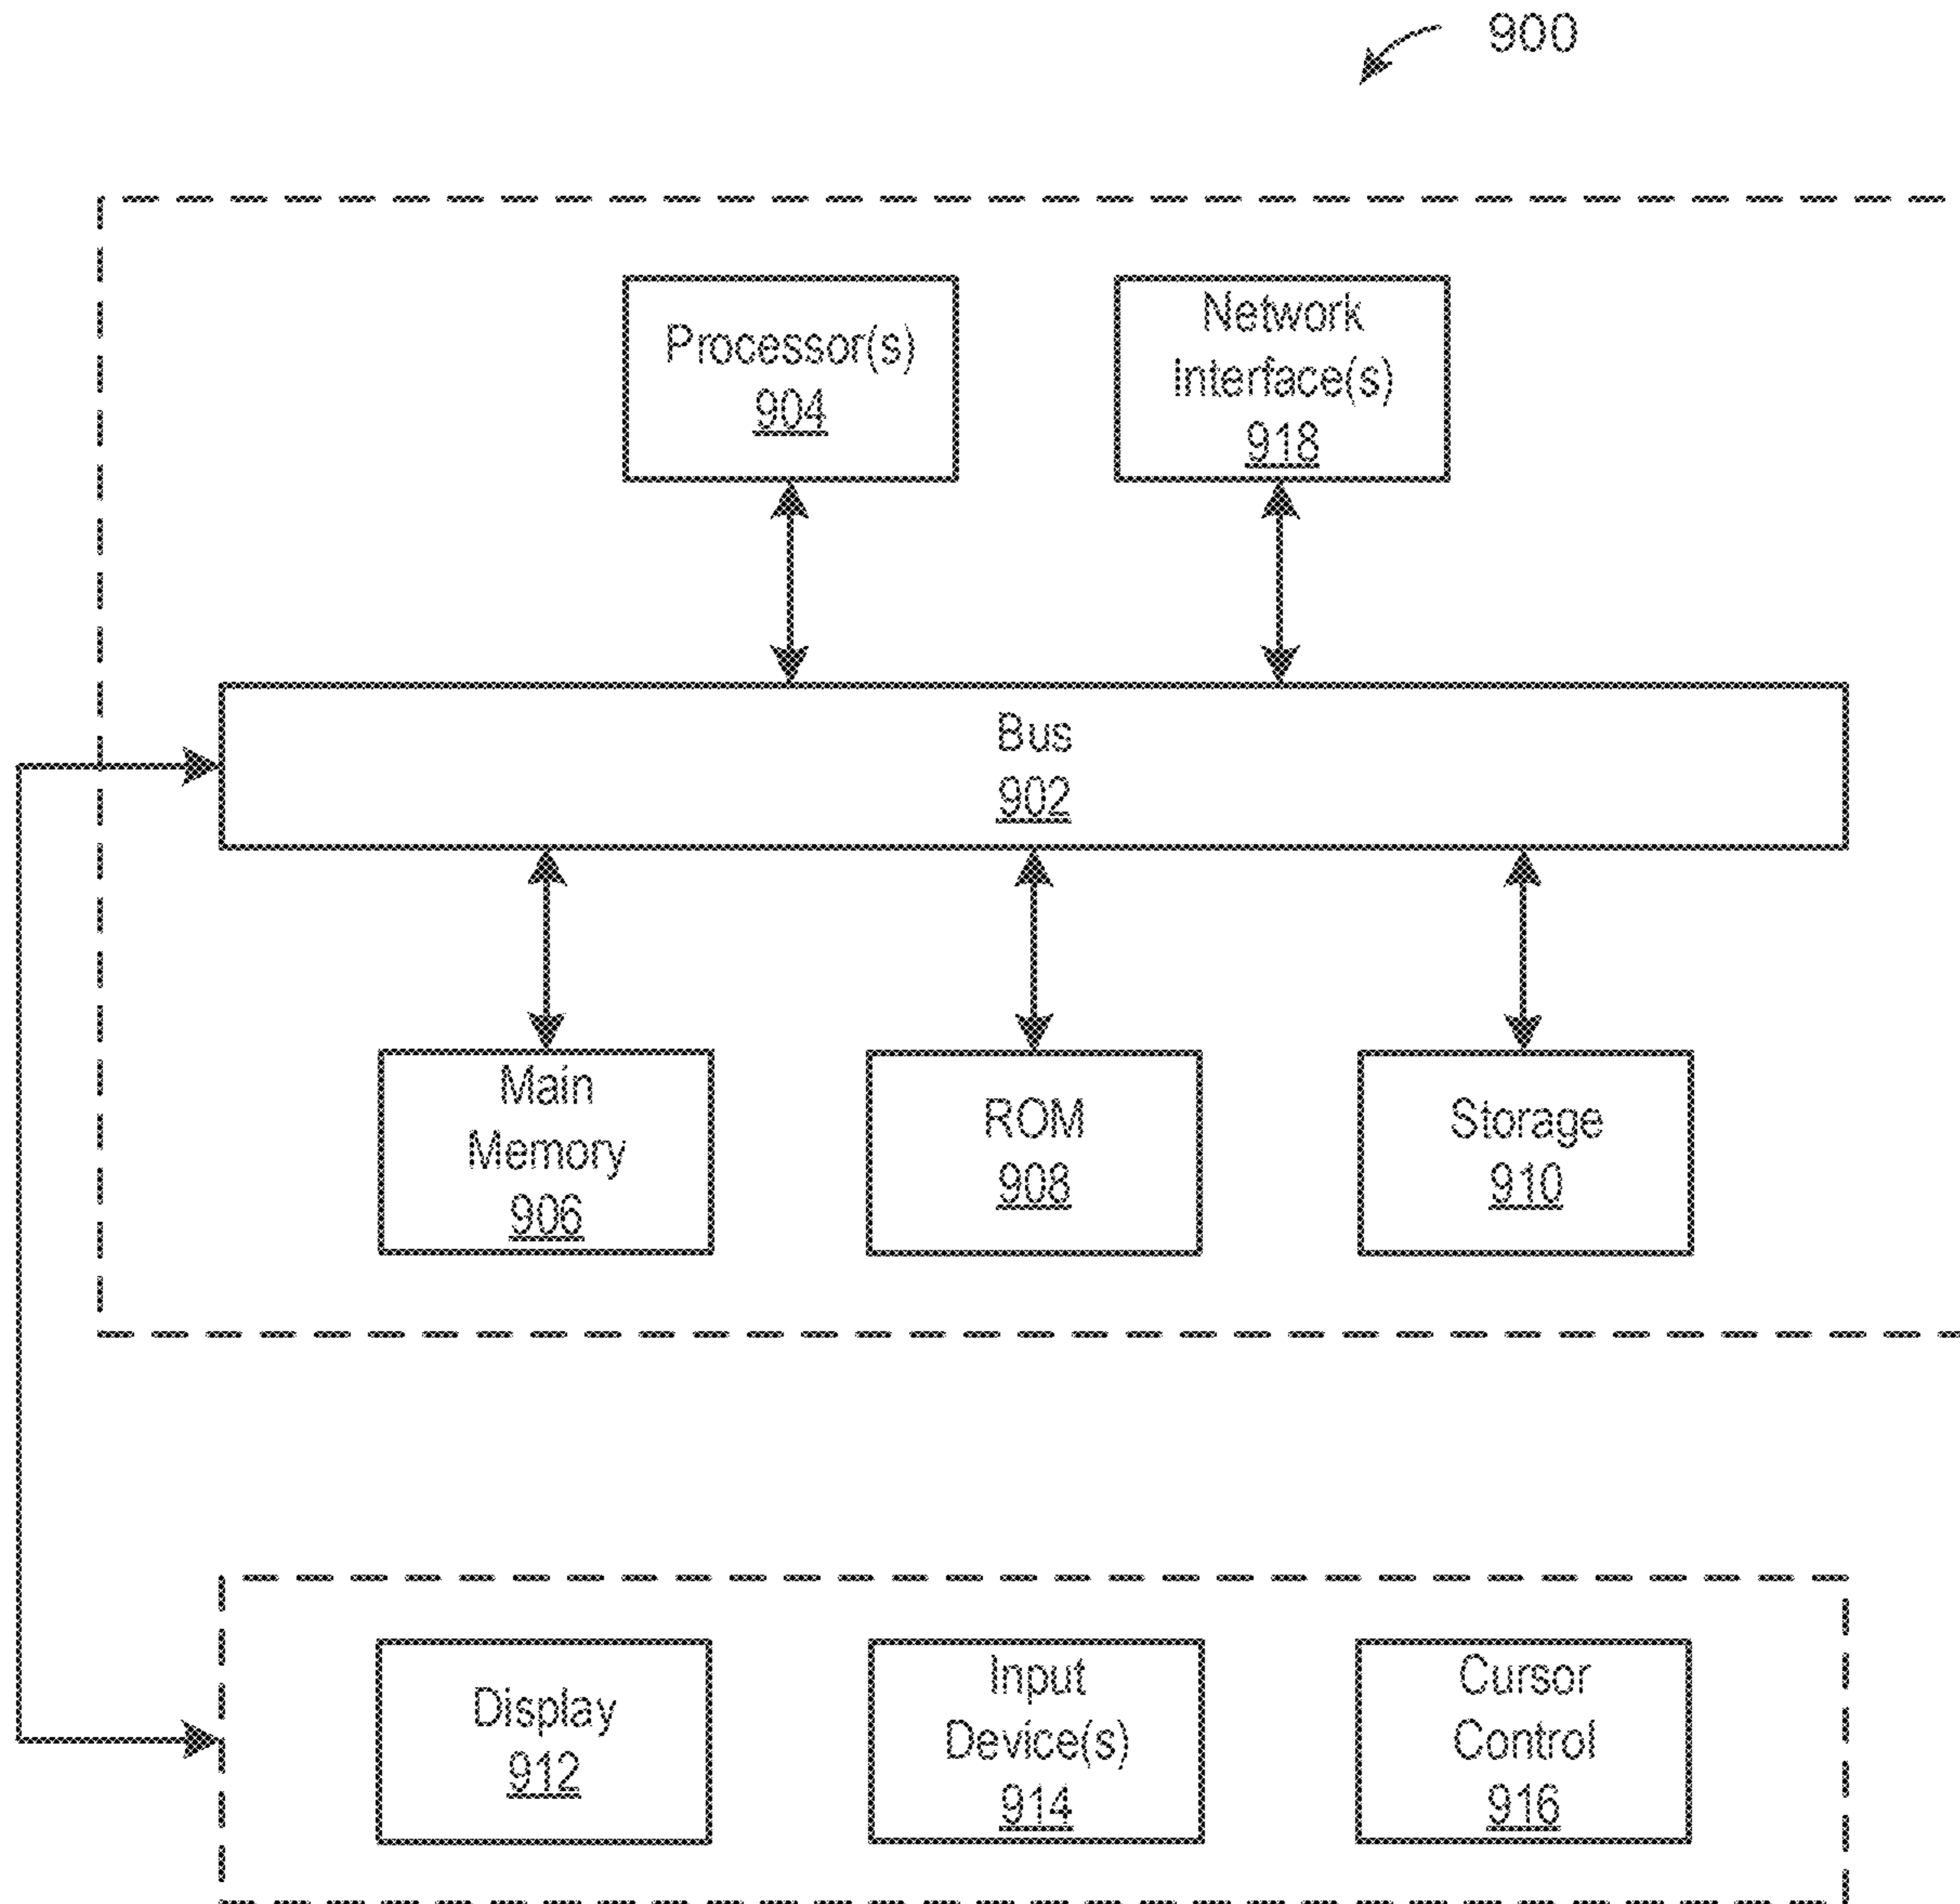 900
Processor(s)
904
Network
Interface(s)
918
Bus
902
Main
Memory
906
ROM
908
Storage
910
Display
912
Input
Device(s)
914
Cursor
Control
916